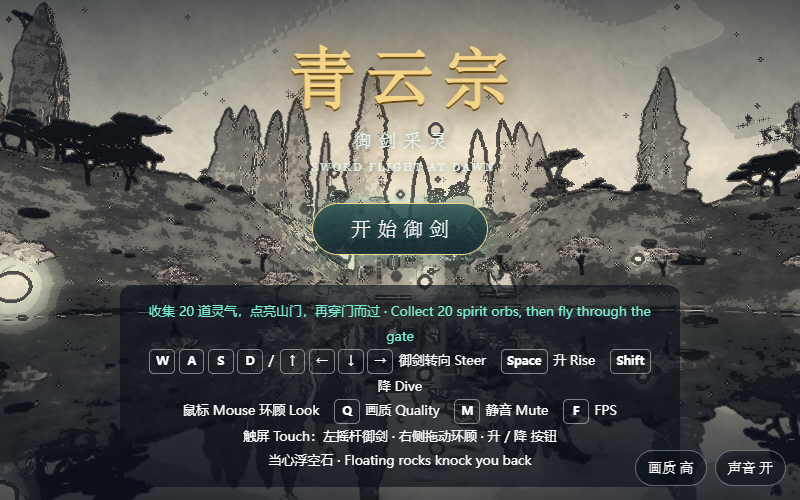 青云宗
御剑采灵
SWORD FLIGHT AT DAWN
开始御剑
收集 20 道灵气，点亮山门，再穿门而过 · Collect 20 spirit orbs, then fly through the
gate
W A S D / ↑ ← ↓ → 御剑转向 Steer Space 升 Rise Shift
降 Dive
鼠标 Mouse 环顾 Look Q 画质 Quality M 静音 Mute F FPS
触屏 Touch：左摇杆御剑 · 右侧拖动环顾 · 升 / 降 按钮
当心浮空石 · Floating rocks knock you back
画质 高 声音 开